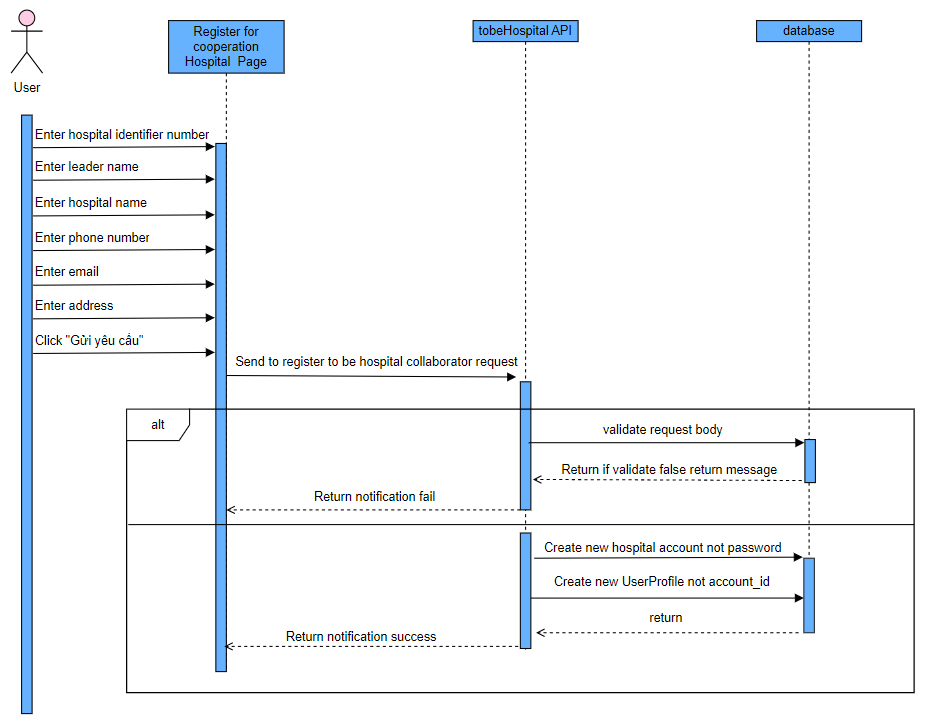 Register for
cooperation
Hospital Page
tobeHospital API
database
User
Enter hospital identifier number
Enter leader name
Enter hospital name
Enter phone number
Enter email
Enter address
Click "Gửi yêu cầu"
Send to register to be hospital collaborator request
alt
validate request body
Return if validate false return message
Return notification fail
Create new hospital account not password
Create new UserProfile not account_id
return
Return notification success